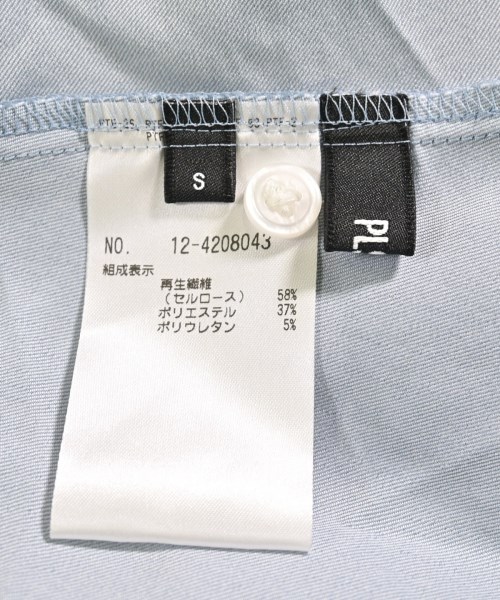 S
NO. 12-4208043
組成表示
再生繊維
(セルロース) 58%
ポリエステル 37%
ポリウレタン 5%